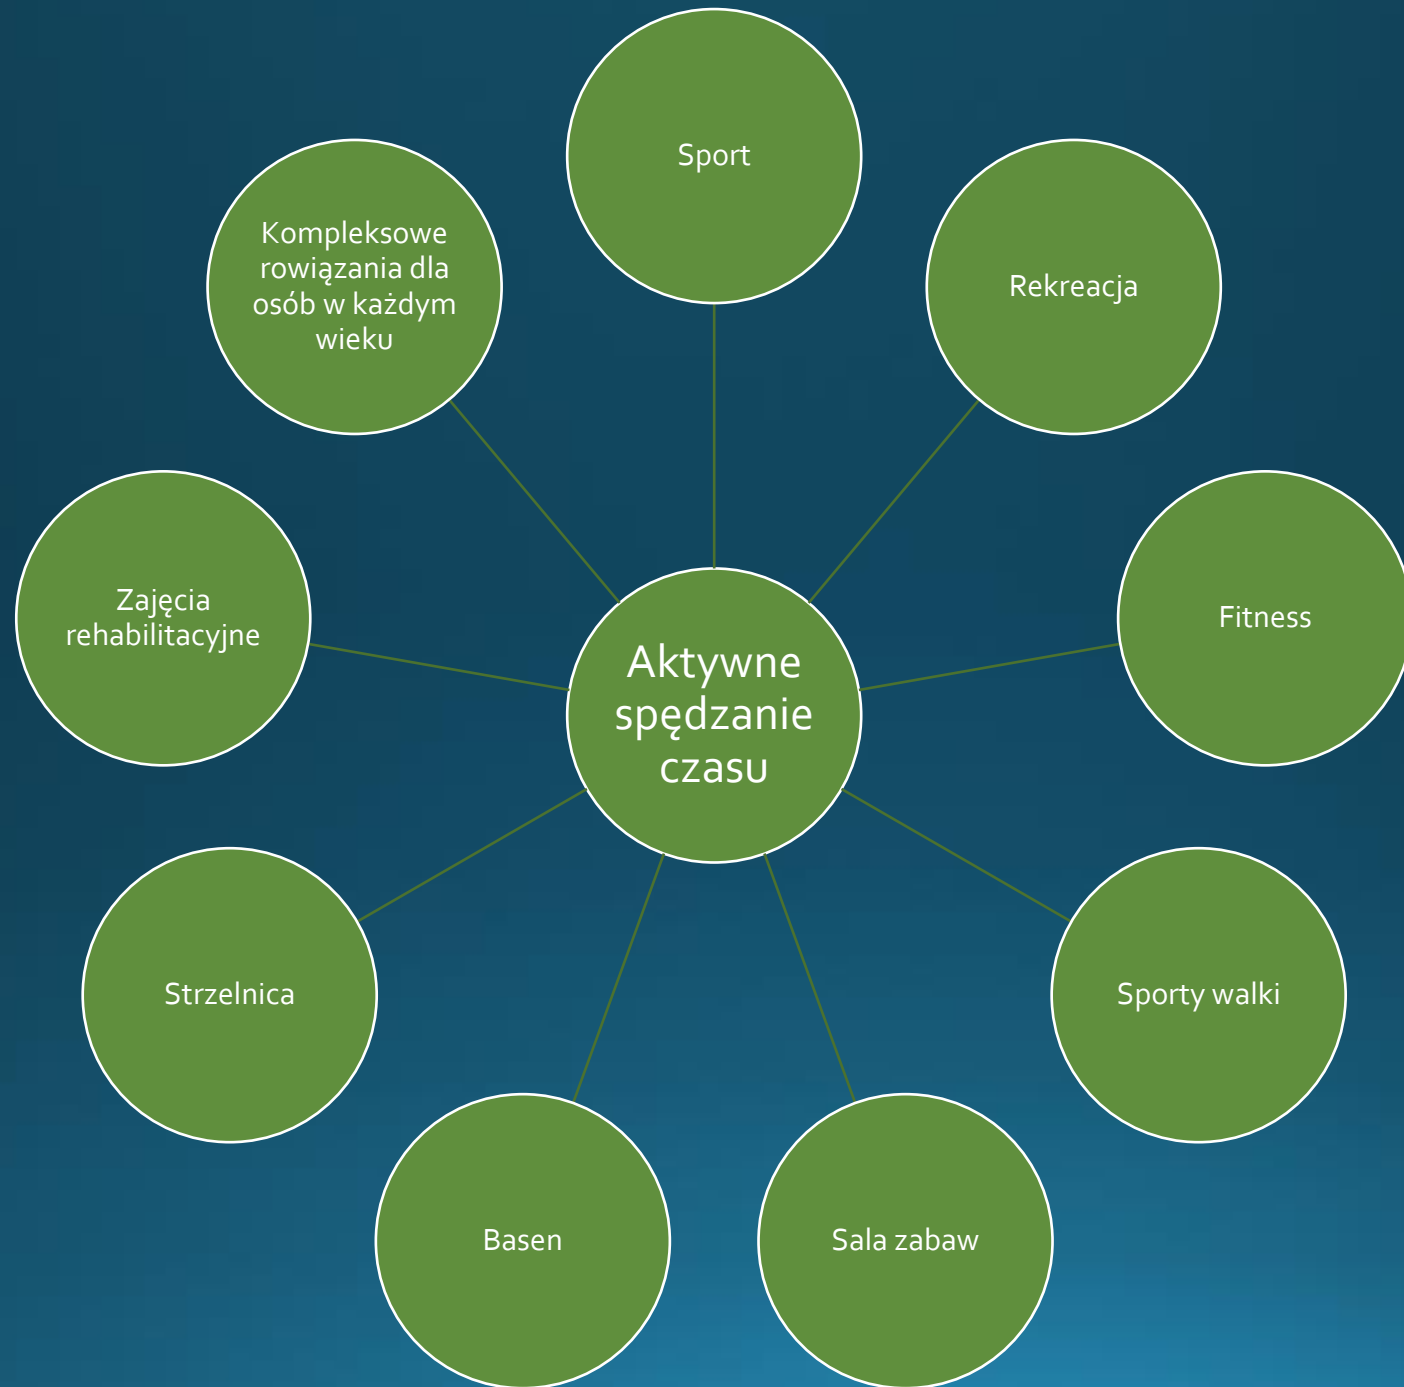 Sport
Rekreacja
Fitness
Sporty walki
Sala zabaw
Basen
Strzelnica
Zajęcia
rehabilitacyjne
Kompleksowe
rowiązania dla
osób w każdym
wieku
Aktywne
spędzanie
czasu